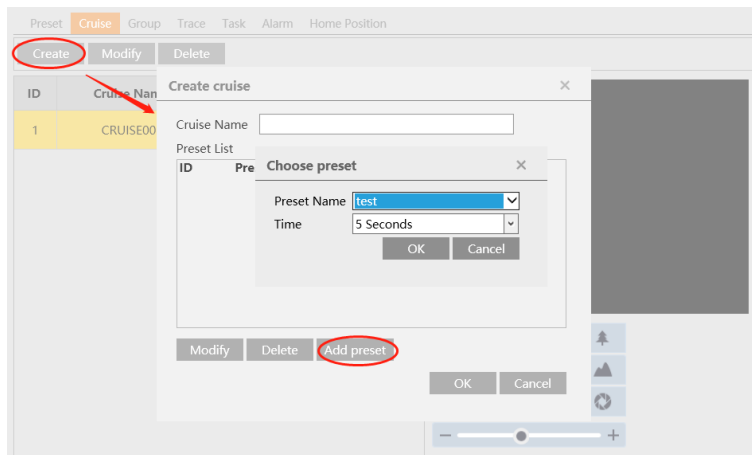 Preset Cruise Group Trace Task Alarm Home Position
Create Modify Delete
Create cruise
ID Cruise Nan
Cruise Name
1 CRUISE00
Preset List
ID Pre
Choose preset
Preset Name test
Time 5 Seconds
OK Cancel
Modify Delete Add preset
OK Cancel